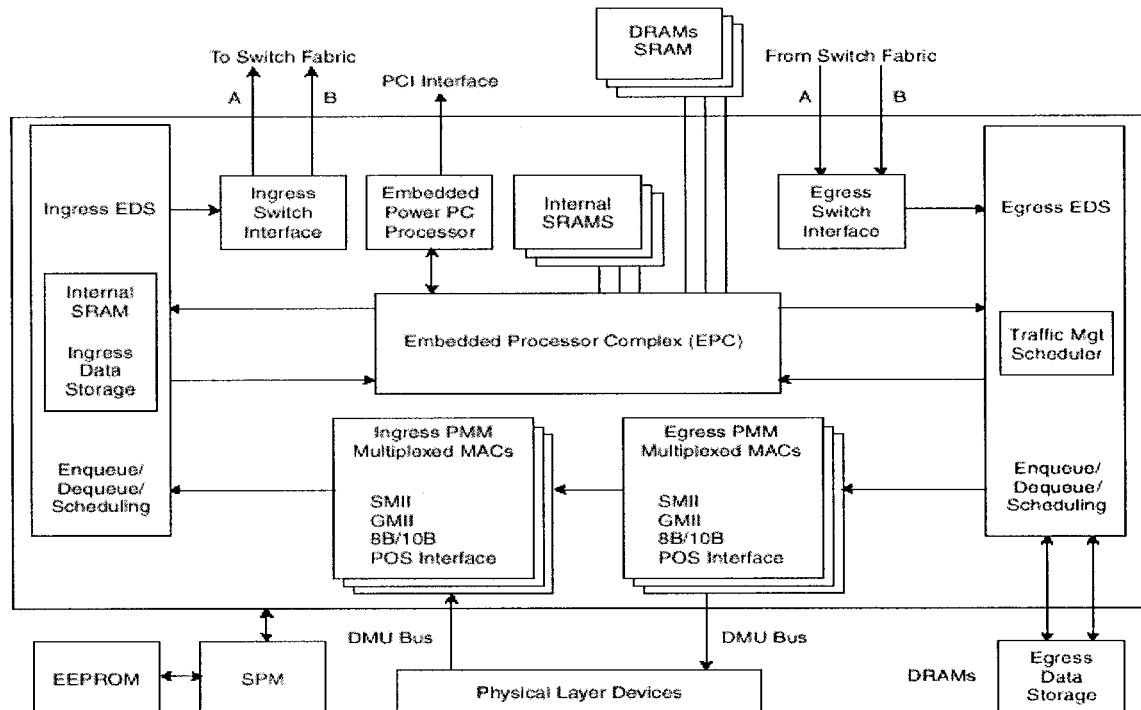 DRAMs
SRAM
To Switch Fabric
PCI Interface
From Switch Fabric
A
B
A
B
Ingress EDS
Ingress
Switch
Interface
Embedded
Power PC
Processor
Internal
SRAMS
Egress
Switch
Interface
Egress EDS
Internal
SRAM
Ingress
Data
Storage
Embedded Processor Complex (EPC)
Traffic Mgt
Scheduler
Ingress PMM
Multiplexed MACs
SMII
GMII
8B/10B
POS Interface
Egress PMM
Multiplexed MACs
SMII
GMII
8B/10B
POS Interface
Enqueue/
Dequeue/
Scheduling
Enqueue/
Dequeue/
Scheduling
DMU Bus
DMU Bus
EEPROM
SPM
Physical Layer Devices
DRAMs
Egress
Data
Storage